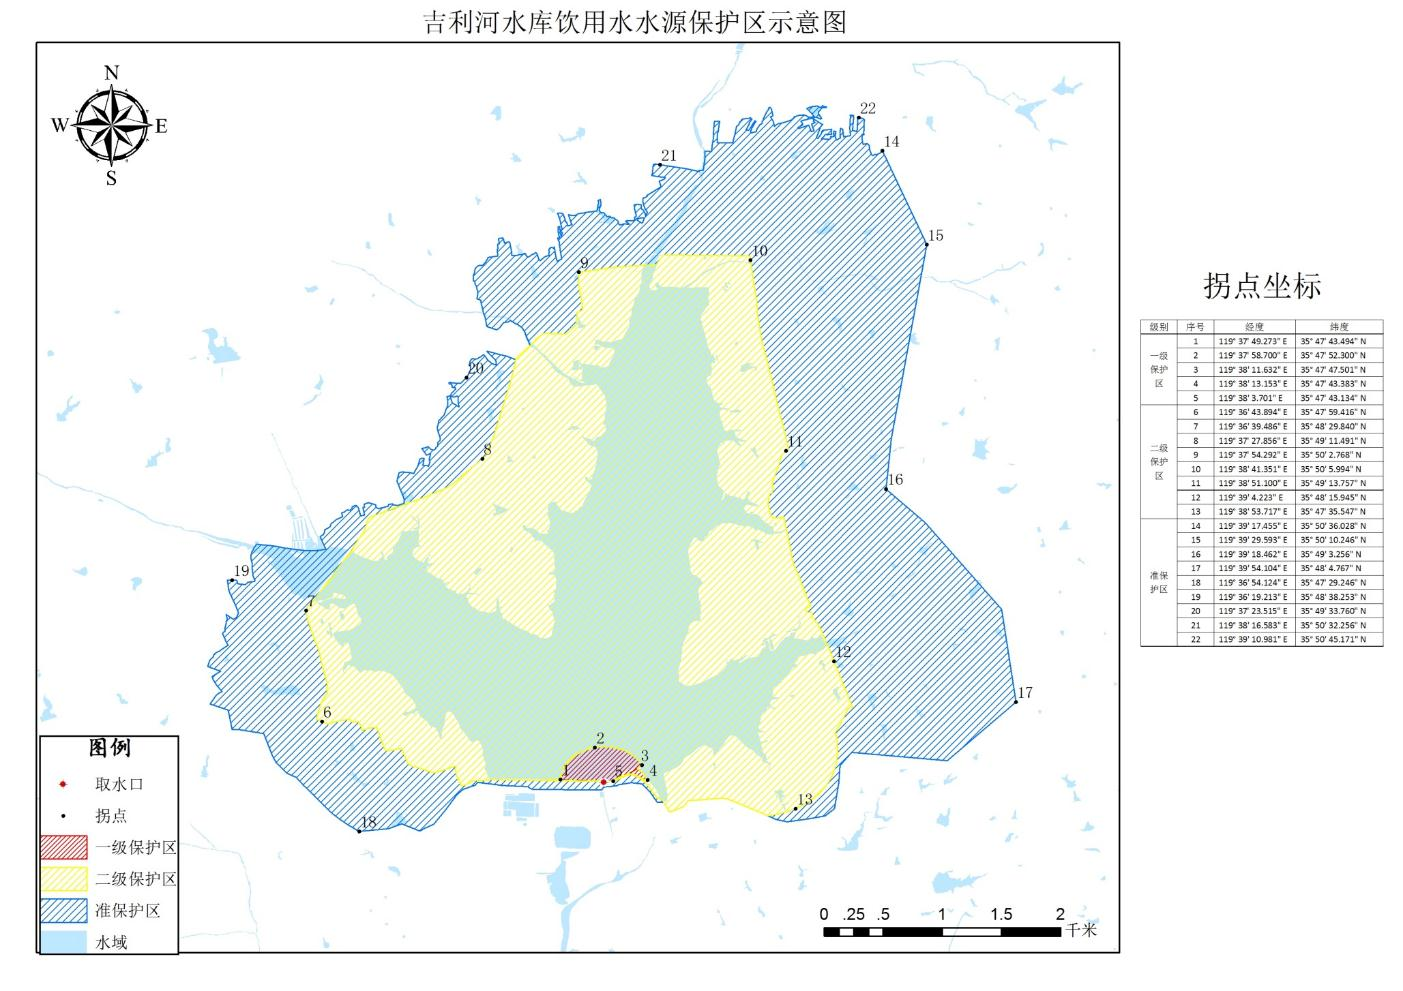 吉利河水库饮用水水源保护区示意图
N
W E
S
22
14
21
15
10
9
20
11
8
16
19
7
12
17
6
2
3
1 5 4
13
18
图例
取水口
拐点
一级保护区
二级保护区
准保护区
水域
0 .25 .5 1 1.5 2
千米
拐点坐标
级别 序号 经度 纬度
一级保护区
1 119° 37' 49.273" E 35° 47' 43.494" N
2 119° 37' 58.700" E 35° 47' 52.300" N
3 119° 38' 11.632" E 35° 47' 47.501" N
4 119° 38' 13.153" E 35° 47' 43.383" N
5 119° 38' 3.701" E 35° 47' 43.134" N
二级保护区
6 119° 36' 43.894" E 35° 47' 59.416" N
7 119° 36' 39.486" E 35° 48' 29.840" N
8 119° 37' 27.856" E 35° 49' 11.491" N
9 119° 37' 54.292" E 35° 50' 2.768" N
10 119° 38' 41.351" E 35° 50' 5.994" N
11 119° 38' 51.100" E 35° 49' 13.757" N
12 119° 39' 4.223" E 35° 48' 15.945" N
13 119° 38' 53.717" E 35° 47' 35.547" N
准保护区
14 119° 39' 17.455" E 35° 50' 36.028" N
15 119° 39' 29.593" E 35° 50' 10.246" N
16 119° 39' 18.462" E 35° 49' 3.256" N
17 119° 39' 54.104" E 35° 48' 4.767" N
18 119° 36' 54.124" E 35° 47' 29.246" N
19 119° 36' 19.213" E 35° 48' 38.253" N
20 119° 37' 23.515" E 35° 49' 33.760" N
21 119° 38' 16.583" E 35° 50' 32.256" N
22 119° 39' 10.981" E 35° 50' 45.171" N